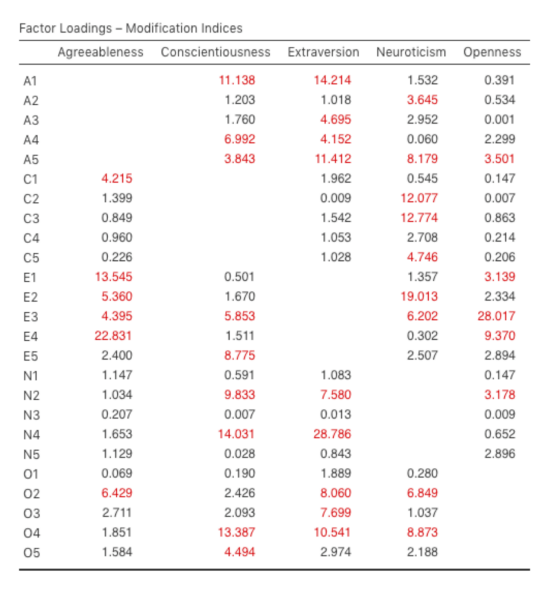 Factor Loadings – Modification Indices
Agreeableness Conscientiousness Extraversion Neuroticism Openness
A1 11.138 14.214 1.532 0.391
A2 1.203 1.018 3.645 0.534
A3 1.760 4.695 2.952 0.001
A4 6.992 4.152 0.060 2.299
A5 3.843 11.412 8.179 3.501
C1 4.215 1.962 0.545 0.147
C2 1.399 0.009 12.077 0.007
C3 0.849 1.542 12.774 0.863
C4 0.960 1.053 2.708 0.214
C5 0.226 1.028 4.746 0.206
E1 13.545 0.501 1.357 3.139
E2 5.360 1.670 19.013 2.334
E3 4.395 5.853 6.202 28.017
E4 22.831 1.511 0.302 9.370
E5 2.400 8.775 2.507 2.894
N1 1.147 0.591 1.083 0.147
N2 1.034 9.833 7.580 3.178
N3 0.207 0.007 0.013 0.009
N4 1.653 14.031 28.786 0.652
N5 1.129 0.028 0.843 2.896
O1 0.069 0.190 1.889 0.280
O2 6.429 2.426 8.060 6.849
O3 2.711 2.093 7.699 1.037
O4 1.851 13.387 10.541 8.873
O5 1.584 4.494 2.974 2.188